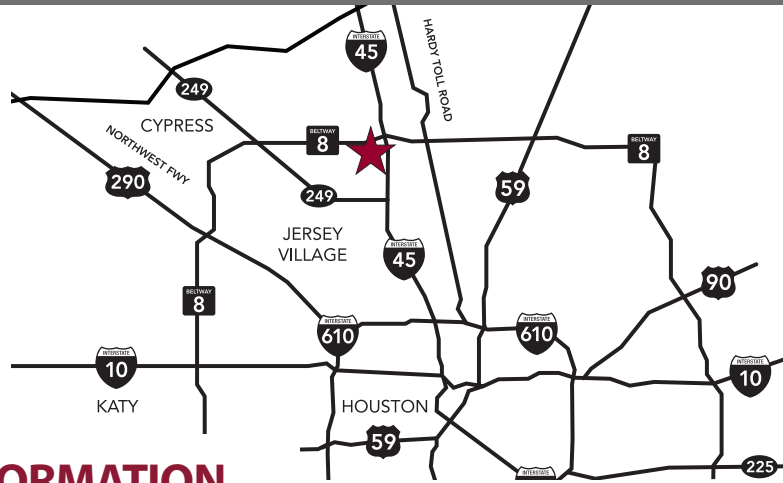 INTERSTATE
45
HARDY TOLL ROAD
249
CYPRESS
BELTWAY
8
BELTWAY
8
NORTHWEST FWY
290
249
59
JERSEY
VILLAGE
INTERSTATE
45
90
BELTWAY
8
INTERSTATE
610
INTERSTATE
610
INTERSTATE
10
INTERSTATE
10
KATY
HOUSTON
59
225
INTERSTATE